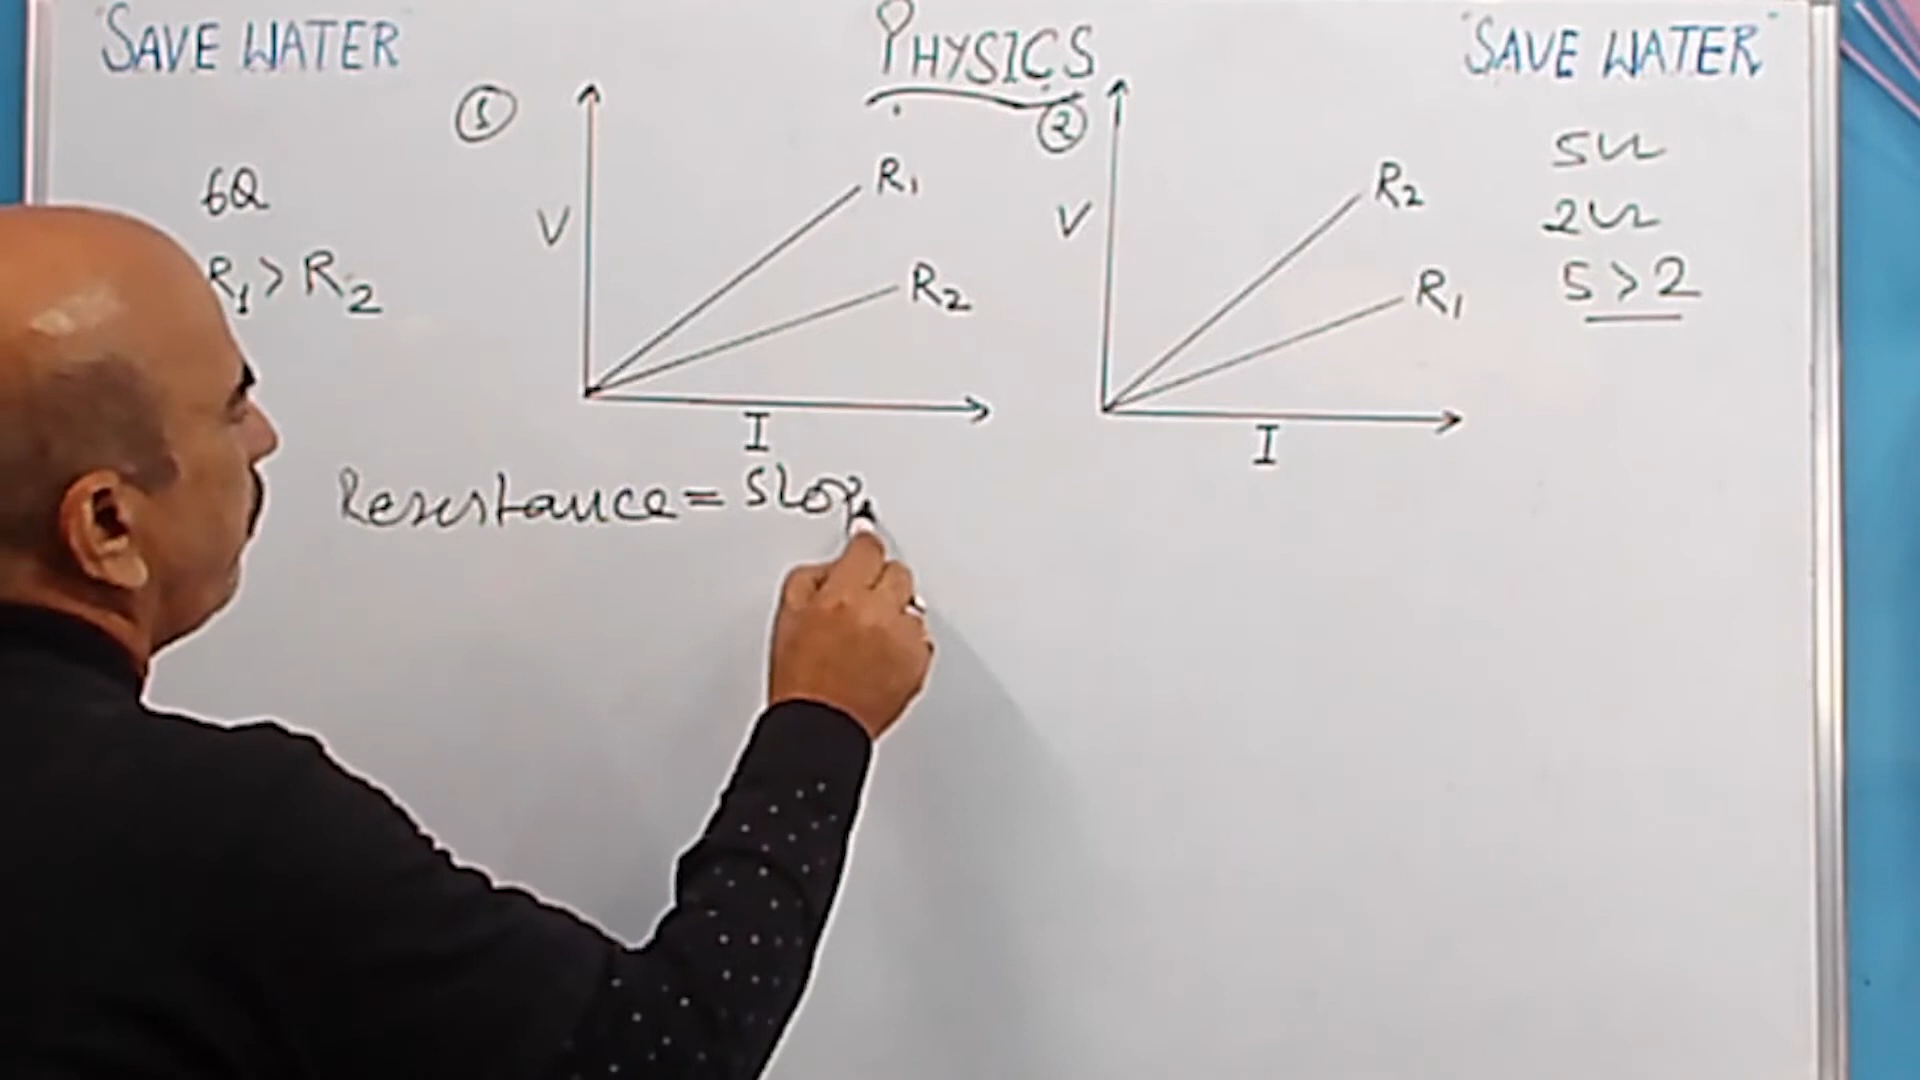 "SAVE WATER"
PHYSICS
"SAVE WATER"
6Ω
R1 > R2
1
V
R1
R2
I
2
V
R2
R1
I
5Ω
2Ω
5 > 2
Resistance = Slop